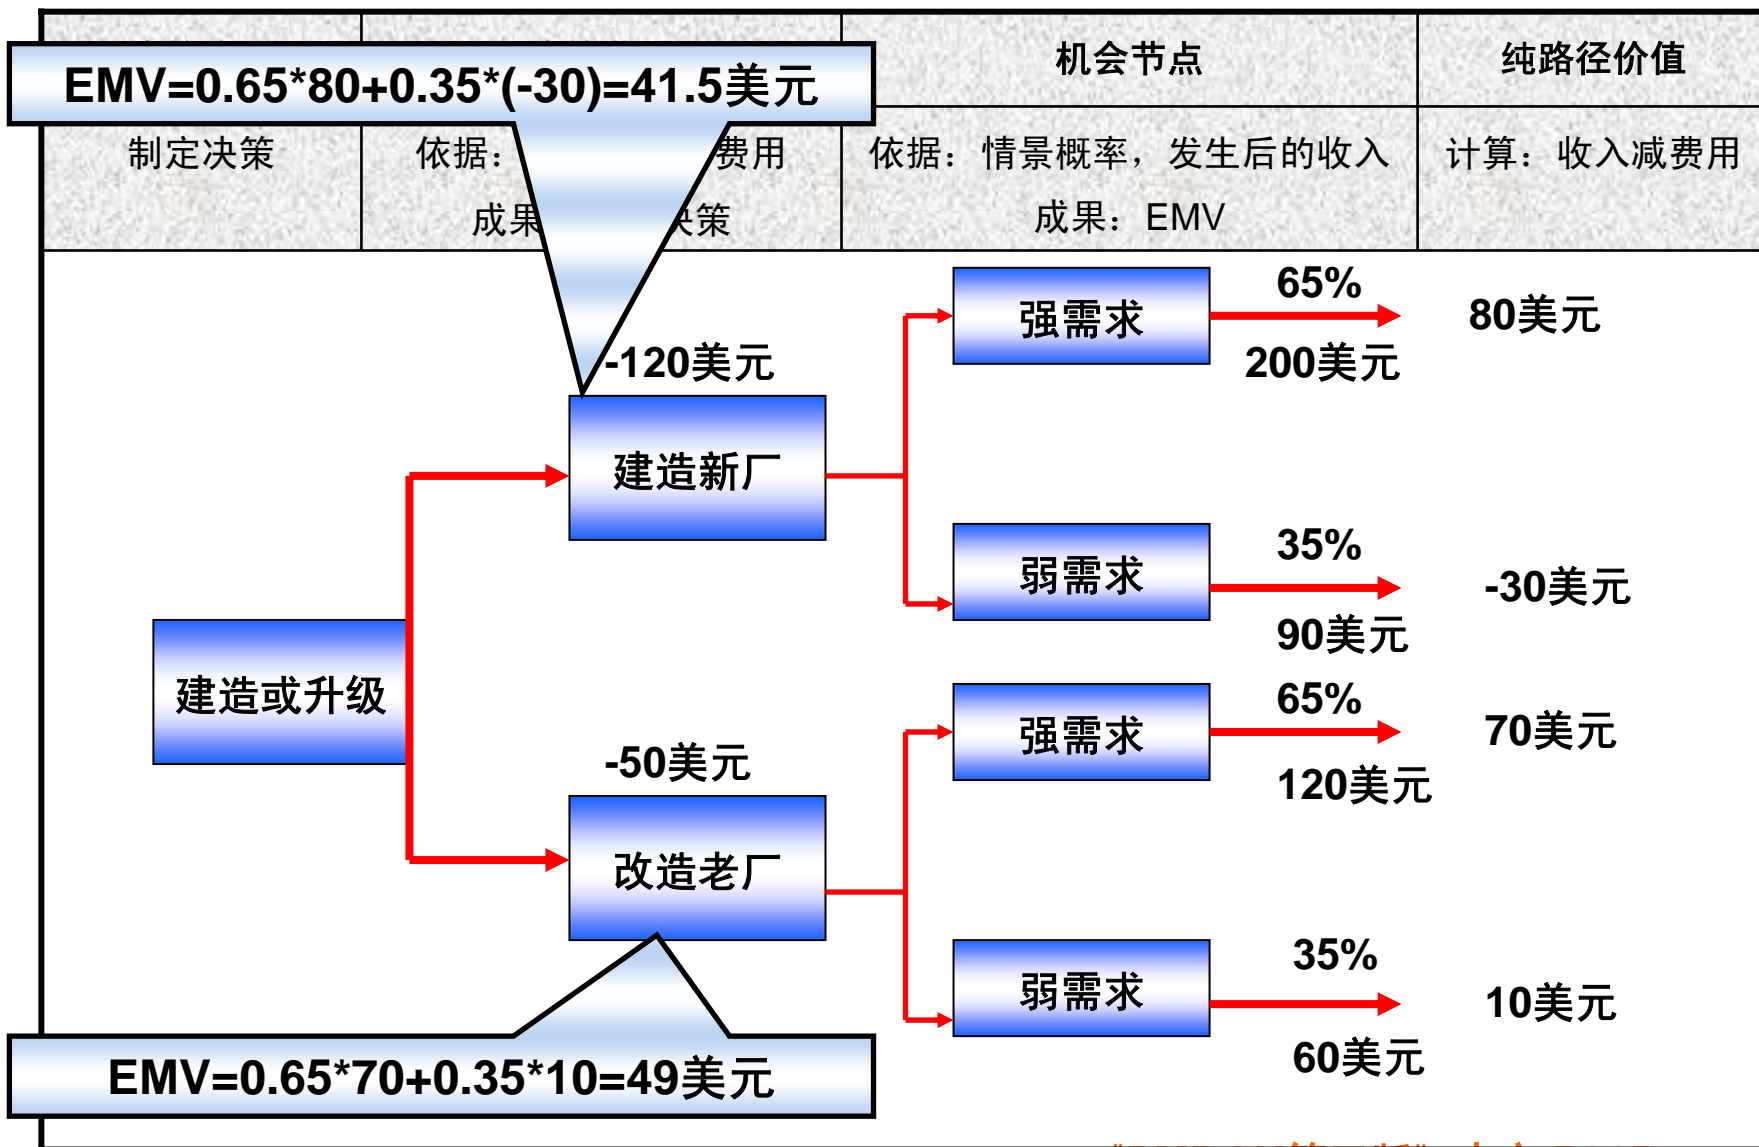 机会节点
纯路径价值
EMV=0.65*80+0.35*(-30)=41.5美元
制定决策
依据：
费用
依据：情景概率，发生后的收入
计算：收入减费用
成果
决策
成果：EMV
65%
强需求
80美元
-120美元
200美元
建造新厂
35%
弱需求
-30美元
90美元
建造或升级
65%
强需求
70美元
-50美元
120美元
改造老厂
35%
弱需求
10美元
60美元
EMV=0.65*70+0.35*10=49美元